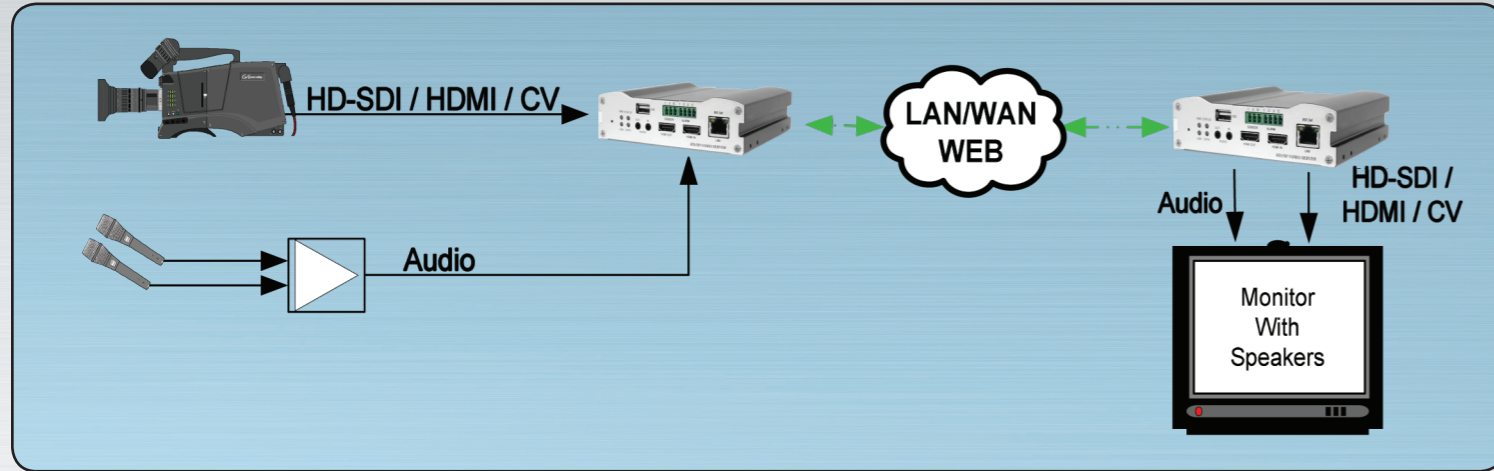 HD-SDI / HDMI / CV
LAN/WAN
WEB
HD-SDI /
HDMI / CV
Audio
Audio
Monitor
With
Speakers